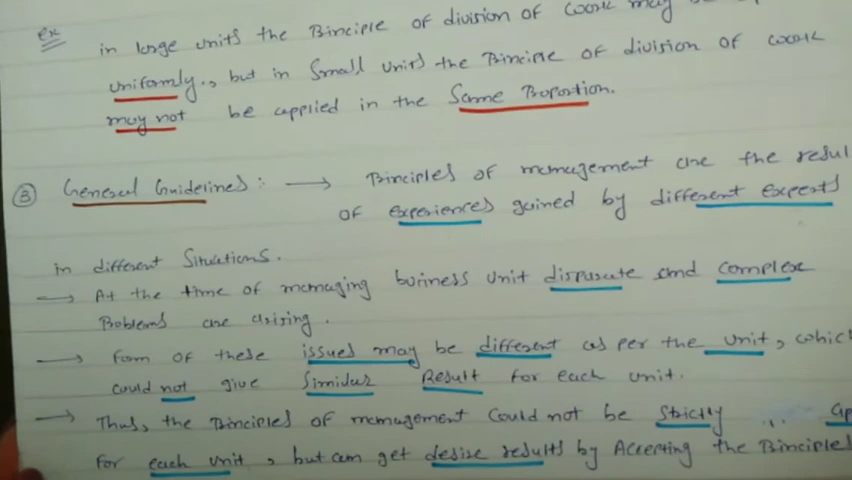 ex
in large units the Principle of division of work may be
uniformly., but in Small units the Principle of division of work
may not be applied in the Same Proportion.
③ General Guidelines : → Principles of management are the resul
of experiences gained by different experts
in different Situations.
→ At the time of managing business unit disparate and complex
Problems are arising.
→ form of these issues may be different as per the unit, which
could not give Similar Result for each unit.
→ Thus, the Principles of management could not be Strictly
for each unit, but can get desire results by Accepting the Principles